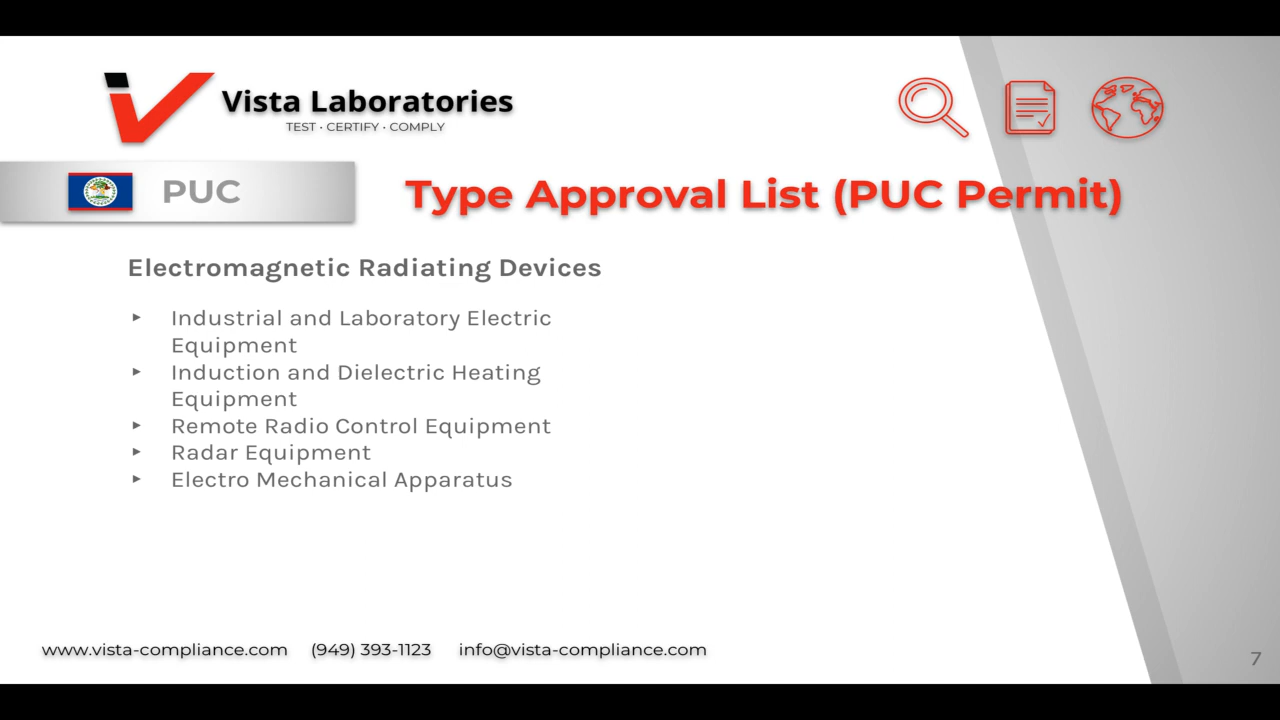 Vista Laboratories
TEST · CERTIFY · COMPLY
PUC
Type Approval List (PUC Permit)
Electromagnetic Radiating Devices
▸ Industrial and Laboratory Electric
Equipment
▸ Induction and Dielectric Heating
Equipment
▸ Remote Radio Control Equipment
▸ Radar Equipment
▸ Electro Mechanical Apparatus
www.vista-compliance.com (949) 393-1123 info@vista-compliance.com
7